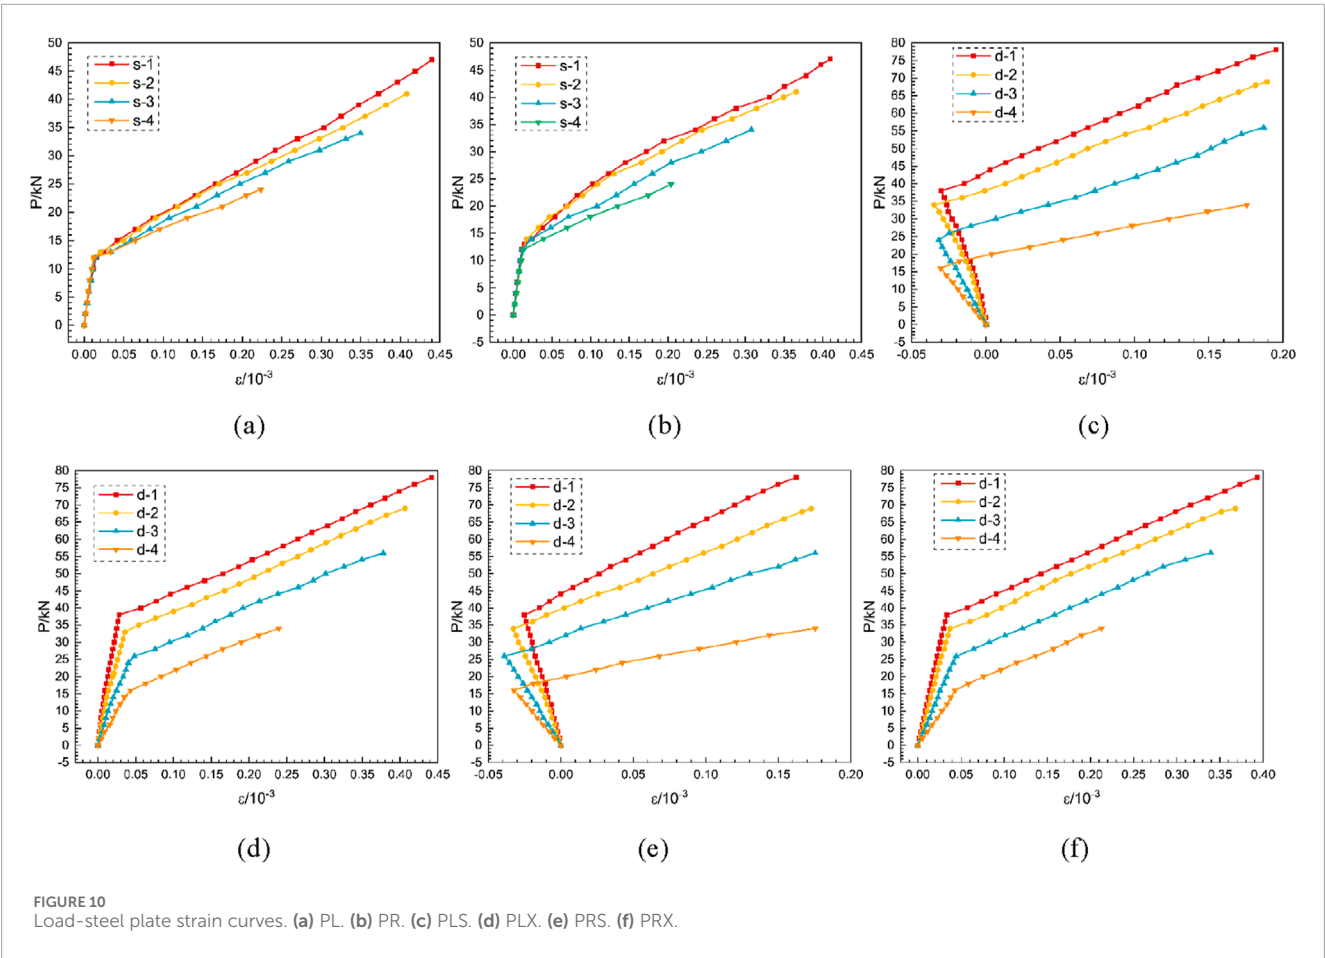 50
45
40
35
30
25
20
15
10
5
0
P/kN
s-1
s-2
s-3
s-4
0.00 0.05 0.10 0.15 0.20 0.25 0.30 0.35 0.40 0.45
ε/10-3
(a)
50
45
40
35
30
25
20
15
10
5
0
-5
P/kN
s-1
s-2
s-3
s-4
0.00 0.05 0.10 0.15 0.20 0.25 0.30 0.35 0.40 0.45
ε/10-3
(b)
80
75
70
65
60
55
50
45
40
35
30
25
20
15
10
5
0
-5
P/kN
d-1
d-2
d-3
d-4
-0.05 0.00 0.05 0.10 0.15 0.20
ε/10-3
(c)
80
75
70
65
60
55
50
45
40
35
30
25
20
15
10
5
0
-5
P/kN
d-1
d-2
d-3
d-4
0.00 0.05 0.10 0.15 0.20 0.25 0.30 0.35 0.40 0.45
ε/10-3
(d)
80
75
70
65
60
55
50
45
40
35
30
25
20
15
10
5
0
-5
P/kN
d-1
d-2
d-3
d-4
-0.05 0.00 0.05 0.10 0.15 0.20
ε/10-3
(e)
80
75
70
65
60
55
50
45
40
35
30
25
20
15
10
5
0
-5
P/kN
d-1
d-2
d-3
d-4
0.00 0.05 0.10 0.15 0.20 0.25 0.30 0.35 0.40
ε/10-3
(f)
FIGURE 10
Load-steel plate strain curves. (a) PL. (b) PR. (c) PLS. (d) PLX. (e) PRS. (f) PRX.